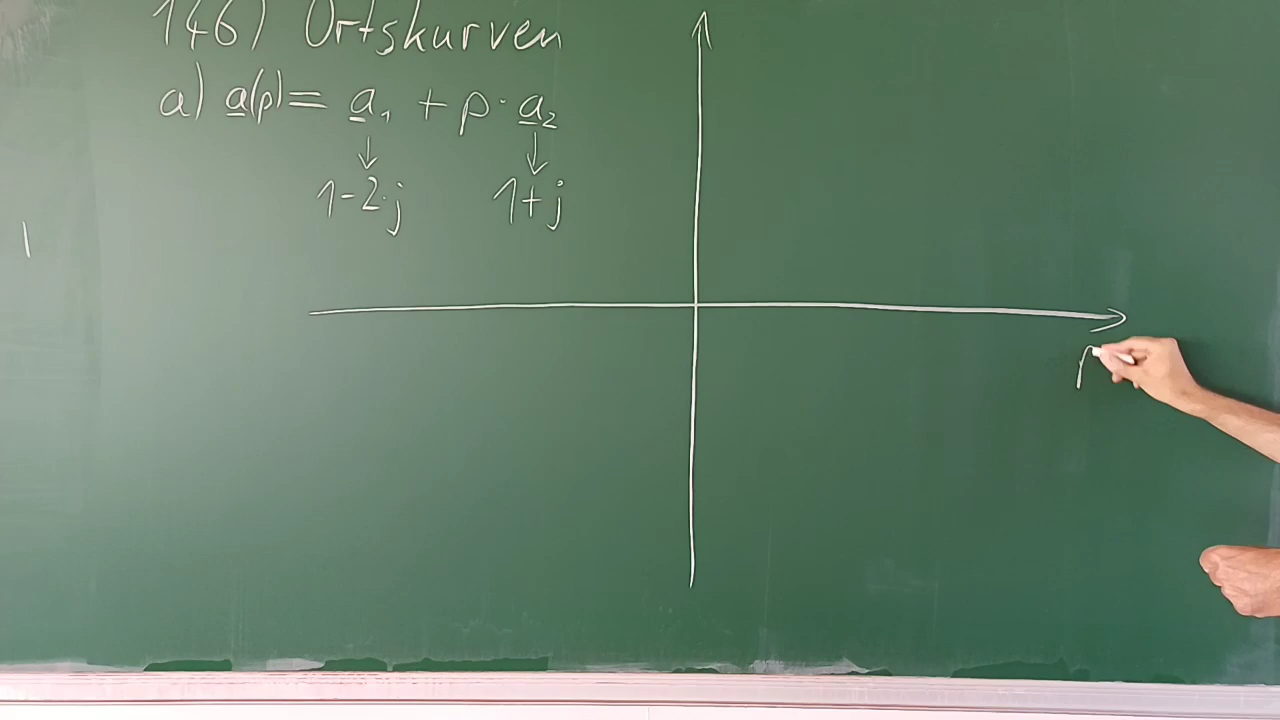 146) Ortskurven
a) a(p) = a₁ + p · a₂
↓ ↓
1-2·j 1+j